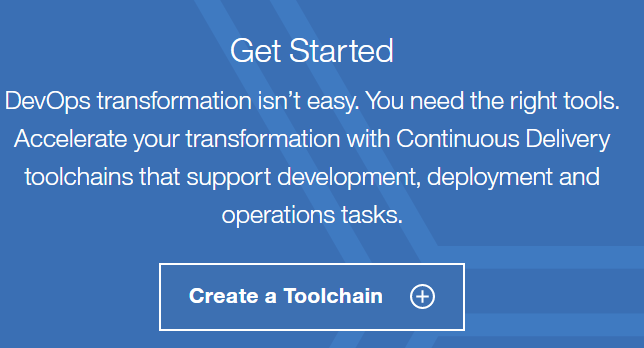 Get Started
DevOps transformation isn’t easy. You need the right tools.
Accelerate your transformation with Continuous Delivery
toolchains that support development, deployment and
operations tasks.
Create a Toolchain